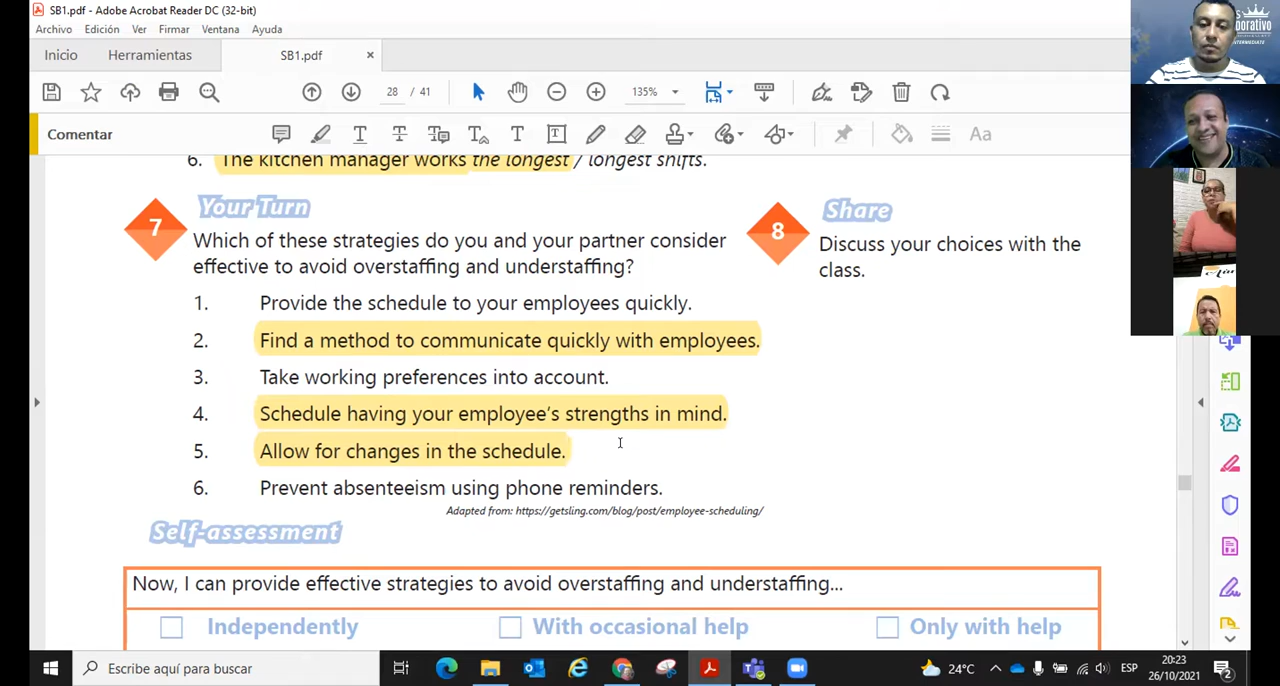 SB1.pdf - Adobe Acrobat Reader DC (32-bit)
Archivo Edición Ver Firmar Ventana Ayuda
Inicio Herramientas SB1.pdf ×
28 / 41 135%
Comentar Aa
6. The kitchen manager works the longest / longest shifts.
7 Your Turn
Which of these strategies do you and your partner consider
effective to avoid overstaffing and understaffing?
1. Provide the schedule to your employees quickly.
2. Find a method to communicate quickly with employees.
3. Take working preferences into account.
4. Schedule having your employee's strengths in mind.
5. Allow for changes in the schedule.
6. Prevent absenteeism using phone reminders.
Adapted from: https://getsling.com/blog/post/employee-scheduling/
8 Share
Discuss your choices with the
class.
Self-assessment
Now, I can provide effective strategies to avoid overstaffing and understaffing...
Independently With occasional help Only with help
Escribe aquí para buscar
24°C ESP 20:23
26/10/2021 2